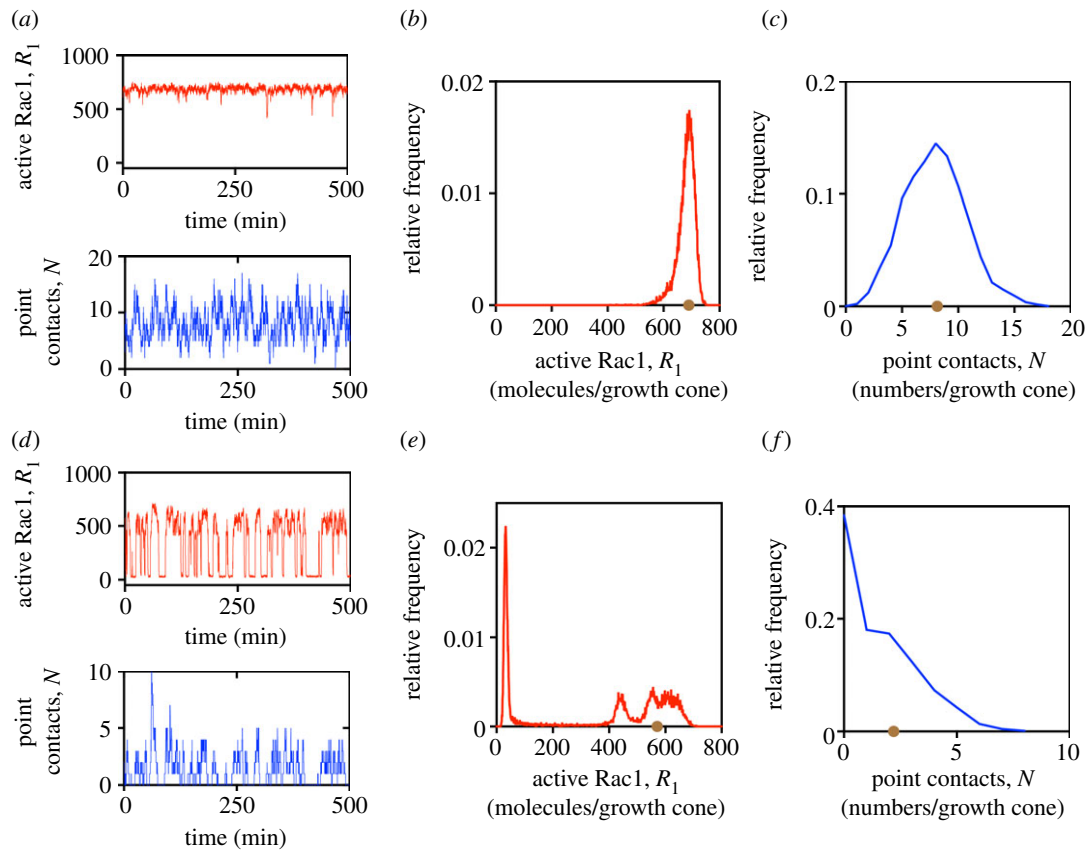 (a)
active Rac1, R1
1000
500
0
0 250 500
time (min)
point
contacts, N
20
10
0
0 250 500
time (min)
(b)
relative frequency
0.02
0.01
0
0 200 400 600 800
active Rac1, R1
(molecules/growth cone)
(c)
relative frequency
0.2
0.1
0
0 5 10 15 20
point contacts, N
(numbers/growth cone)
(d)
active Rac1, R1
1000
500
0
0 250 500
time (min)
point
contacts, N
10
5
0
0 250 500
time (min)
(e)
relative frequency
0.02
0.01
0
0 200 400 600 800
active Rac1, R1
(molecules/growth cone)
(f)
relative frequency
0.4
0.2
0
0 5 10
point contacts, N
(numbers/growth cone)